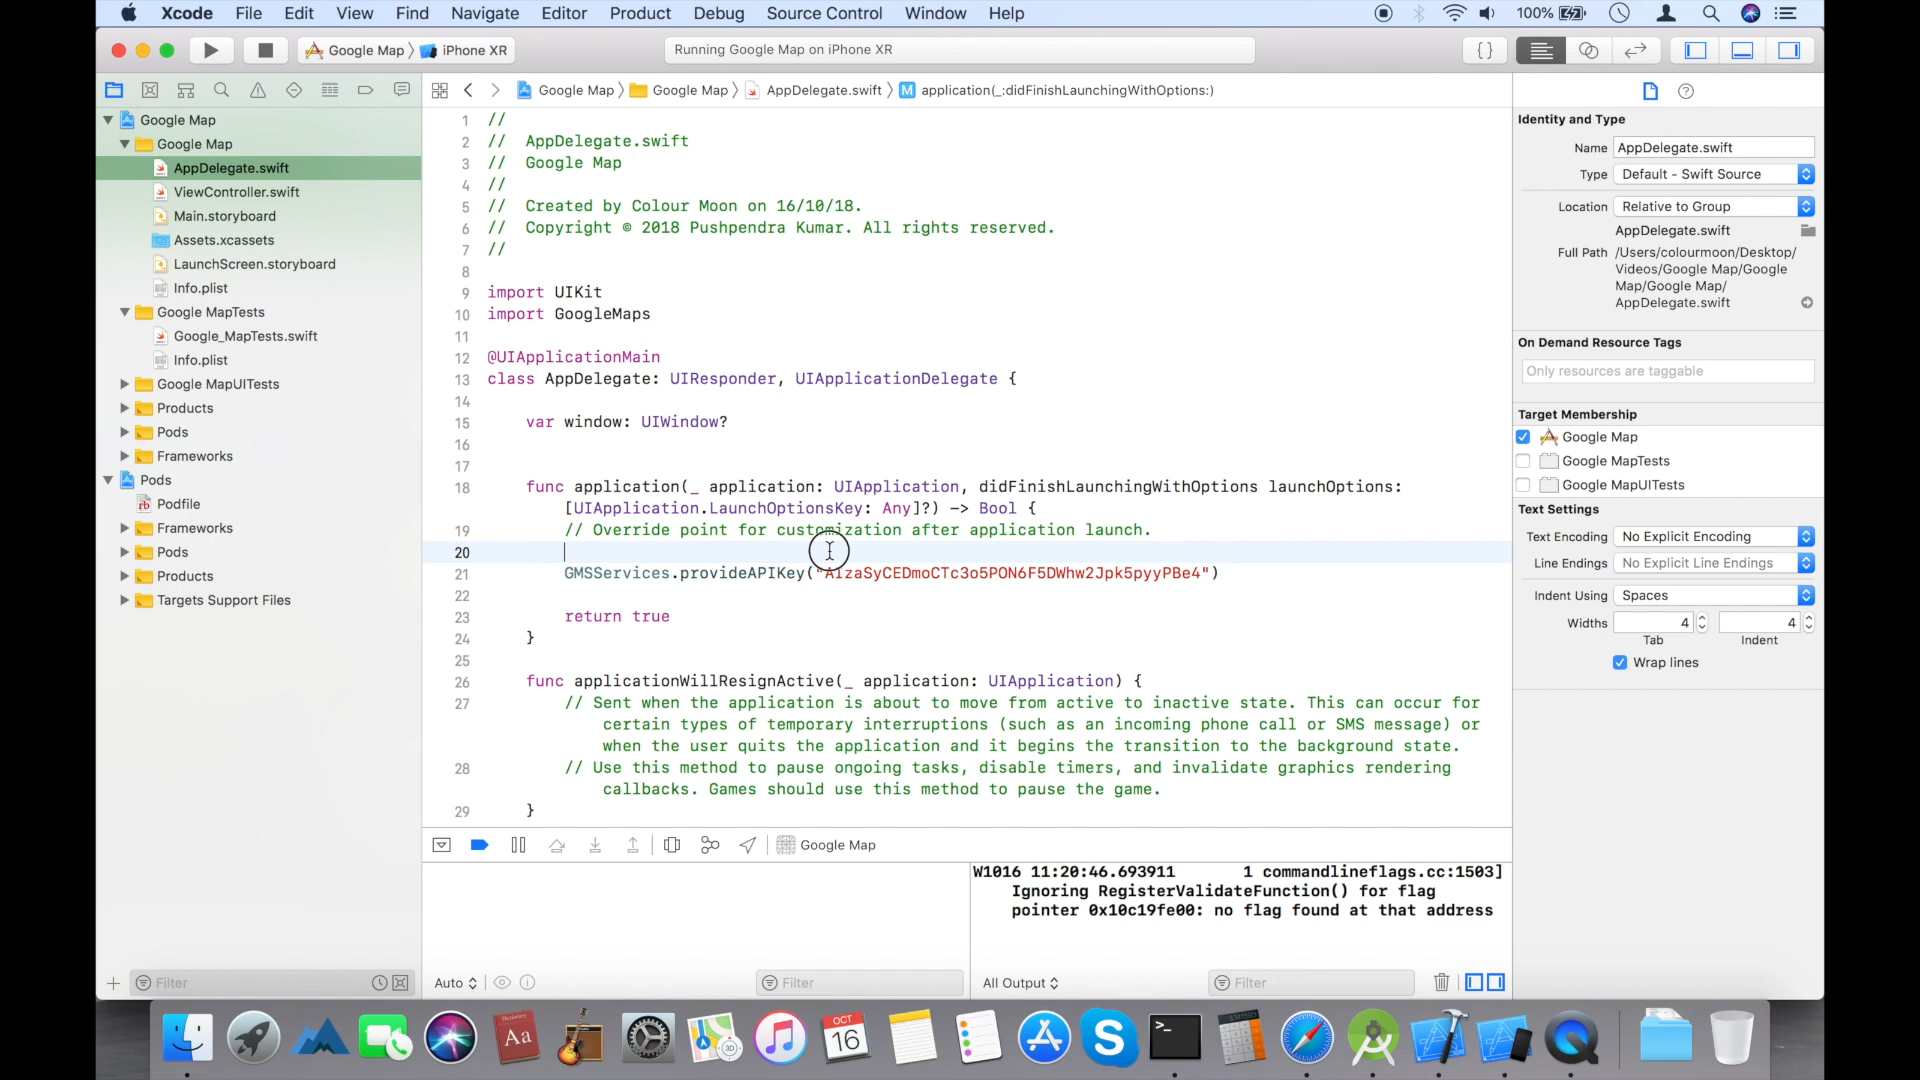 Xcode File Edit View Find Navigate Editor Product Debug Source Control Window Help 100%
Google Map iPhone XR
Running Google Map on iPhone XR
Google Map Google Map AppDelegate.swift M application(_:didFinishLaunchingWithOptions:)
Google Map
Google Map
AppDelegate.swift
ViewController.swift
Main.storyboard
Assets.xcassets
LaunchScreen.storyboard
Info.plist
Google MapTests
Google_MapTests.swift
Info.plist
Google MapUITests
Products
Pods
Frameworks
Pods
Podfile
Frameworks
Pods
Products
Targets Support Files
Filter
1 //
2 // AppDelegate.swift
3 // Google Map
4 //
5 // Created by Colour Moon on 16/10/18.
6 // Copyright © 2018 Pushpendra Kumar. All rights reserved.
7 //
8
9 import UIKit
10 import GoogleMaps
11
12 @UIApplicationMain
13 class AppDelegate: UIResponder, UIApplicationDelegate {
14
15 var window: UIWindow?
16
17
18 func application(_ application: UIApplication, didFinishLaunchingWithOptions launchOptions:
[UIApplication.LaunchOptionsKey: Any]?) -> Bool {
19 // Override point for customization after application launch.
20
21 GMSServices.provideAPIKey("AIzaSyCEDmoCTc3o5PON6F5DWhw2Jpk5pyyPBe4")
22
23 return true
24 }
25
26 func applicationWillResignActive(_ application: UIApplication) {
27 // Sent when the application is about to move from active to inactive state. This can occur for
certain types of temporary interruptions (such as an incoming phone call or SMS message) or
when the user quits the application and it begins the transition to the background state.
28 // Use this method to pause ongoing tasks, disable timers, and invalidate graphics rendering
callbacks. Games should use this method to pause the game.
29 }
Google Map
W1016 11:20:46.693911 1 commandlineflags.cc:1503]
Ignoring RegisterValidateFunction() for flag
pointer 0x10c19fe00: no flag found at that address
Auto Filter All Output Filter
Identity and Type
Name AppDelegate.swift
Type Default - Swift Source
Location Relative to Group
AppDelegate.swift
Full Path /Users/colourmoon/Desktop/
Videos/Google Map/Google
Map/Google Map/
AppDelegate.swift
On Demand Resource Tags
Only resources are taggable
Target Membership
Google Map
Google MapTests
Google MapUITests
Text Settings
Text Encoding No Explicit Encoding
Line Endings No Explicit Line Endings
Indent Using Spaces
Widths 4 4
Tab Indent
Wrap lines
Aa
OCT
16
3D